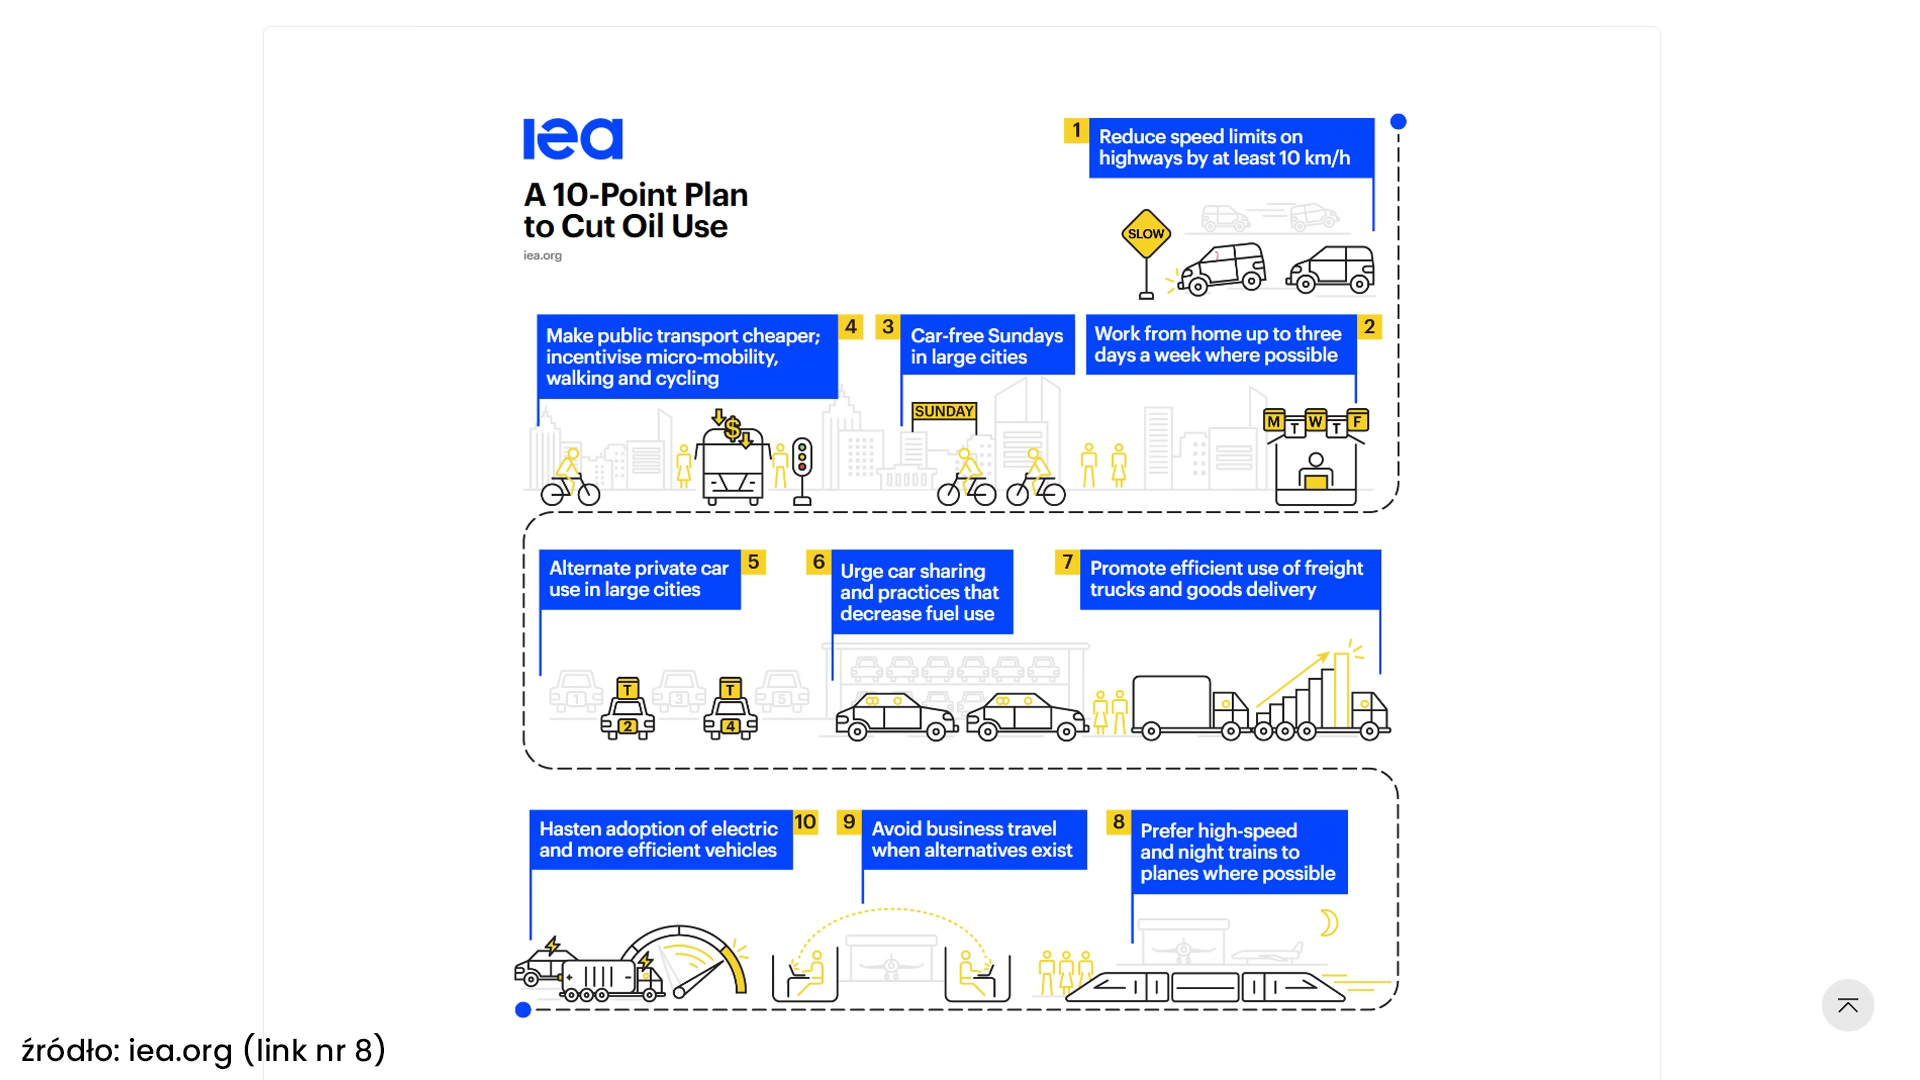 iea
A 10-Point Plan
to Cut Oil Use
iea.org
1
Reduce speed limits on
highways by at least 10 km/h
SLOW
2
Work from home up to three
days a week where possible
M T W T F
3
Car-free Sundays
in large cities
SUNDAY
4
Make public transport cheaper;
incentivise micro-mobility,
walking and cycling
$
5
Alternate private car
use in large cities
T T
1 2 3 4 5
6
Urge car sharing
and practices that
decrease fuel use
7
Promote efficient use of freight
trucks and goods delivery
8
Prefer high-speed
and night trains to
planes where possible
9
Avoid business travel
when alternatives exist
10
Hasten adoption of electric
and more efficient vehicles
źródło: iea.org (link nr 8)